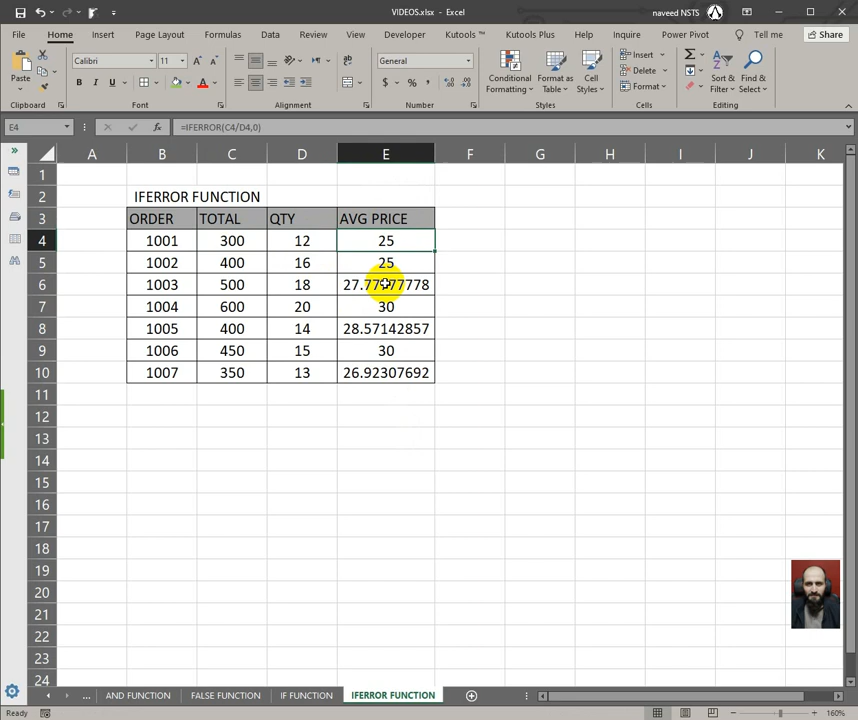 VIDEOS.xlsx - Excel
naveed NSTS
File Home Insert Page Layout Formulas Data Review View Developer Kutools ™ Kutools Plus Help Inquire Power Pivot Tell me Share
Calibri 11 General
Paste
B I U
Conditional Formatting
Format as Table
Cell Styles
Insert
Delete
Format
Sort & Filter
Find & Select
Clipboard Font Alignment Number Styles Cells Editing
E4 fx =IFERROR(C4/D4,0)
A B C D E F G H I J K
1
2 IFERROR FUNCTION
3 ORDER TOTAL QTY AVG PRICE
4 1001 300 12 25
5 1002 400 16 25
6 1003 500 18 27.77777778
7 1004 600 20 30
8 1005 400 14 28.57142857
9 1006 450 15 30
10 1007 350 13 26.92307692
11
12
13
14
15
16
17
18
19
20
21
22
23
24
... AND FUNCTION FALSE FUNCTION IF FUNCTION IFERROR FUNCTION
Ready 160%